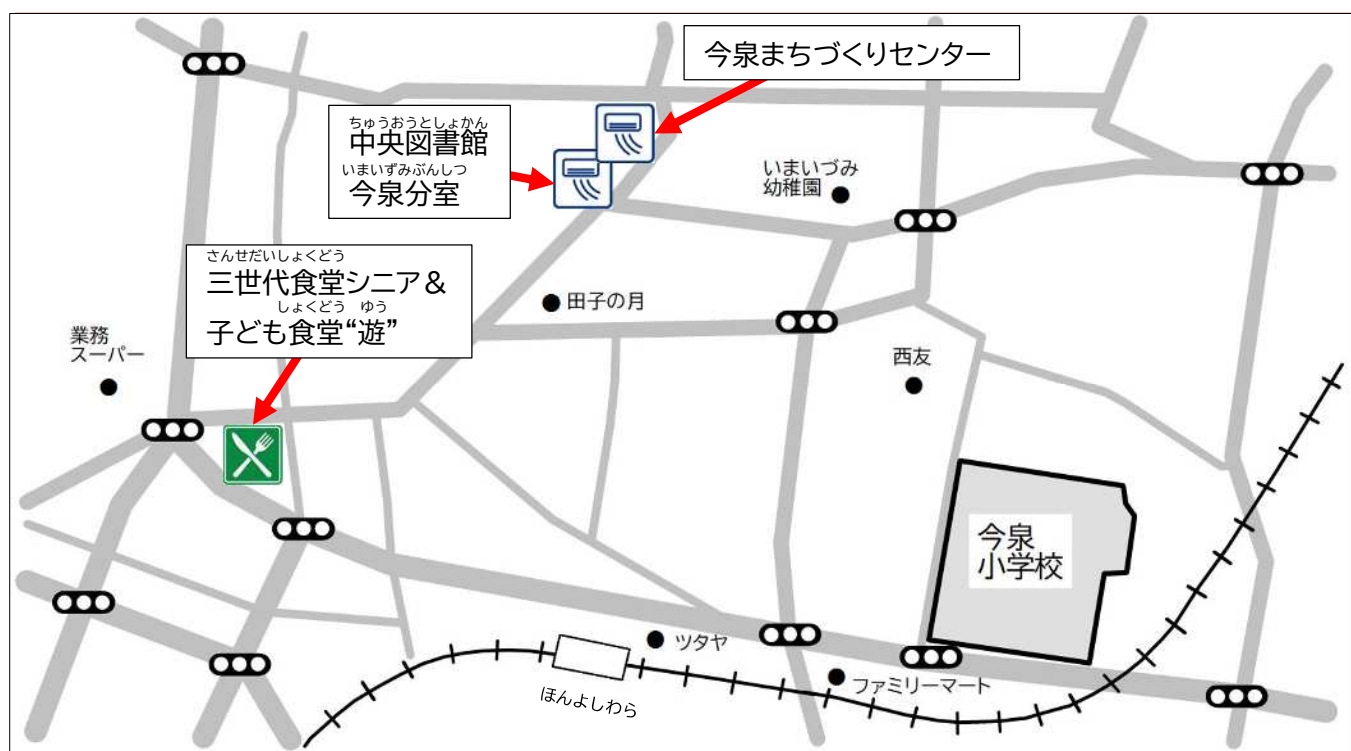 今泉まちづくりセンター
ちゅうおうとしょかん
中央図書館
いまいずみぶんしつ
今泉分室
いまいづみ
幼稚園
さんせだいしょくどう
三世代食堂シニア＆
しょくどう ゆう
子ども食堂“遊”
田子の月
業務
スーパー
西友
今泉
小学校
ツタヤ
ファミリーマート
ほんよしわら